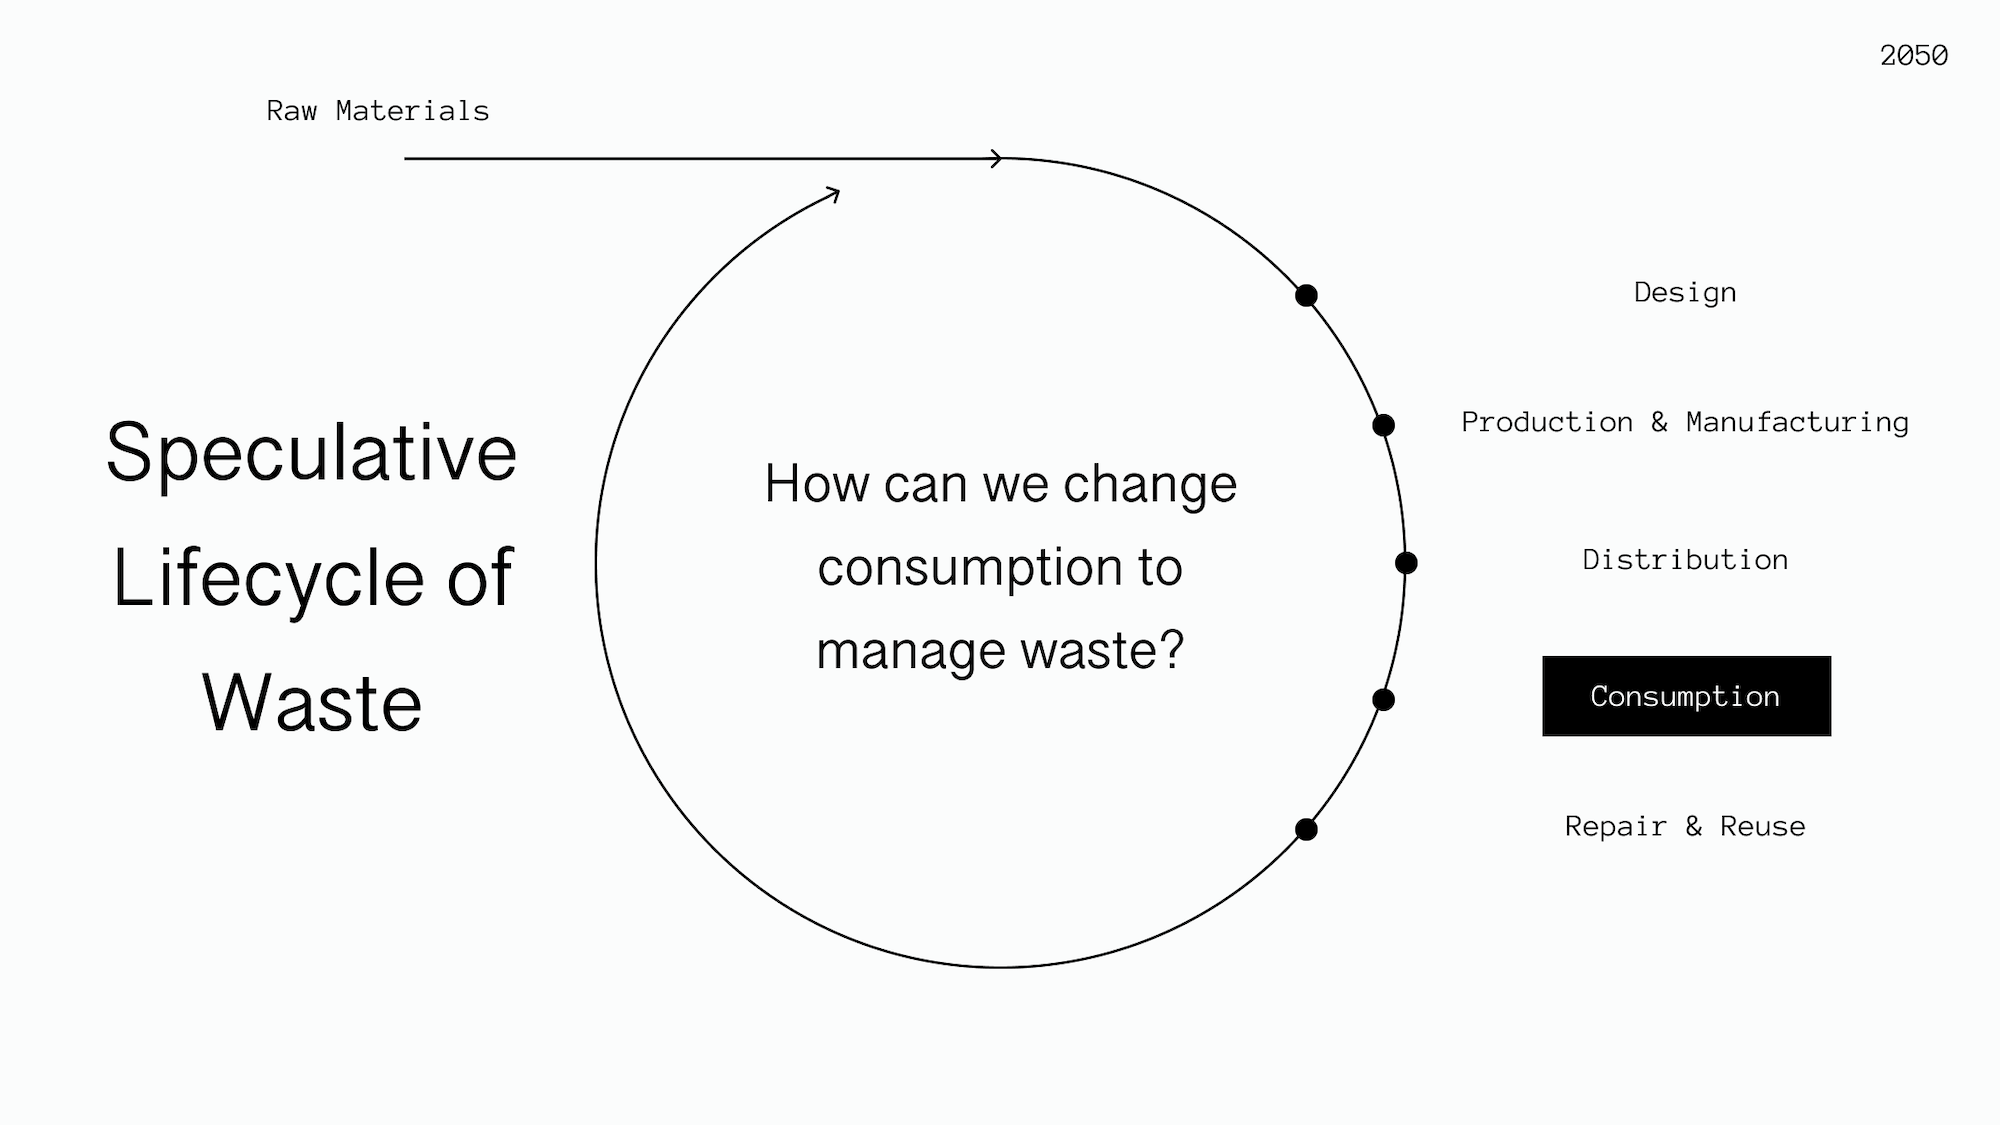 2050
Raw Materials
Speculative
Lifecycle of
Waste
How can we change
consumption to
manage waste?
Design
Production & Manufacturing
Distribution
Consumption
Repair & Reuse